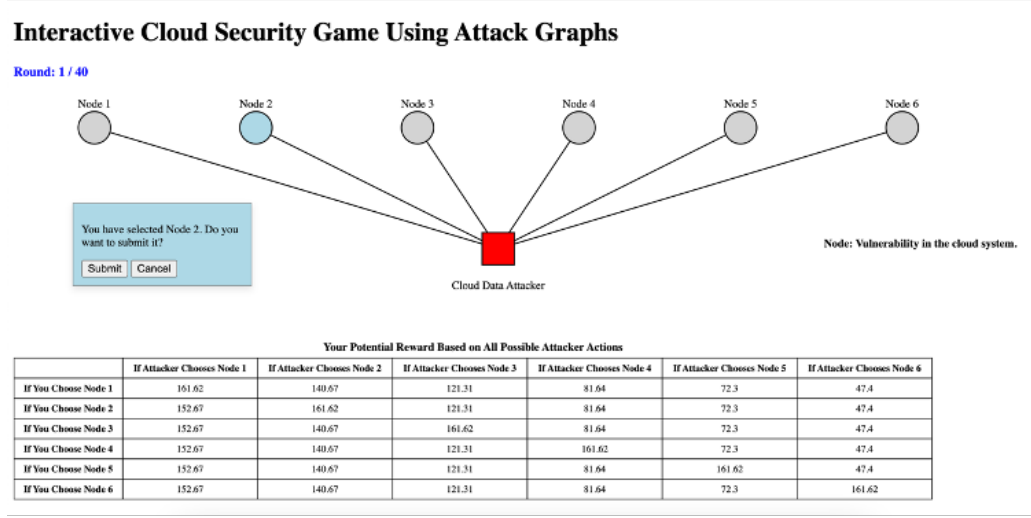 Interactive Cloud Security Game Using Attack Graphs
Round: 1 / 40
Node 1 Node 2 Node 3 Node 4 Node 5 Node 6
You have selected Node 2. Do you
want to submit it?
Submit Cancel
Node: Vulnerability in the cloud system.
Cloud Data Attacker
Your Potential Reward Based on All Possible Attacker Actions
If Attacker Chooses Node 1 If Attacker Chooses Node 2 If Attacker Chooses Node 3 If Attacker Chooses Node 4 If Attacker Chooses Node 5 If Attacker Chooses Node 6
If You Choose Node 1 161.62 140.67 121.31 81.64 72.3 47.4
If You Choose Node 2 152.67 161.62 121.31 81.64 72.3 47.4
If You Choose Node 3 152.67 140.67 161.62 81.64 72.3 47.4
If You Choose Node 4 152.67 140.67 121.31 161.62 72.3 47.4
If You Choose Node 5 152.67 140.67 121.31 81.64 161.62 47.4
If You Choose Node 6 152.67 140.67 121.31 81.64 72.3 161.62